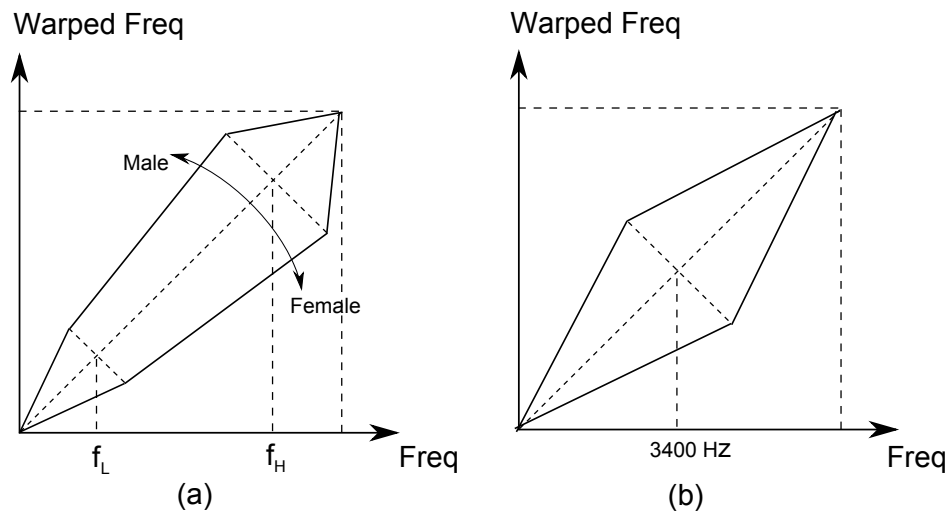 Warped Freq
Male
Female
f_L
f_H
Freq
(a)
Warped Freq
3400 Hz
Freq
(b)